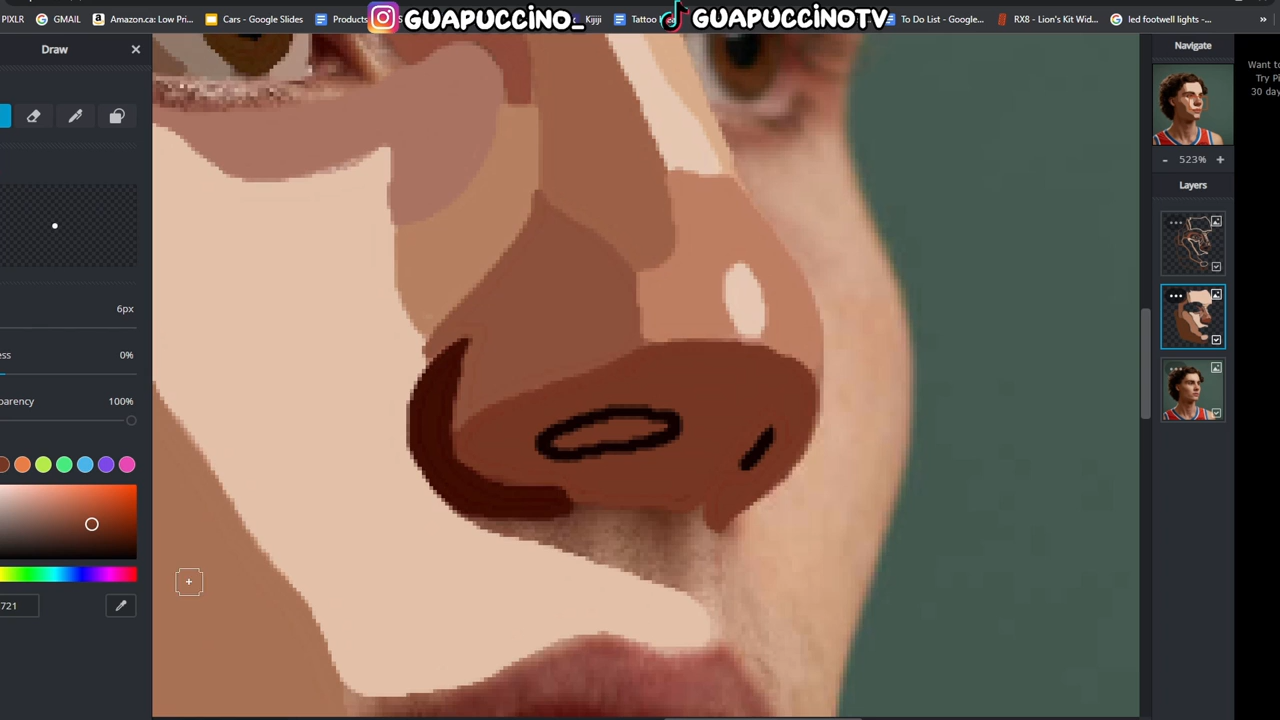 PIXLR
GMAIL
Amazon.ca: Low Pri...
Cars - Google Slides
Products
Kijiji
Tattoo
To Do List - Google...
RX8 - Lion's Kit Wid...
led footwell lights -...
»
GUAPUCCINO_
GUAPUCCINOTV
Draw
6px
ess
0%
parency
100%
721
Navigate
- 523% +
Layers
Want to
Try Pi
30 day